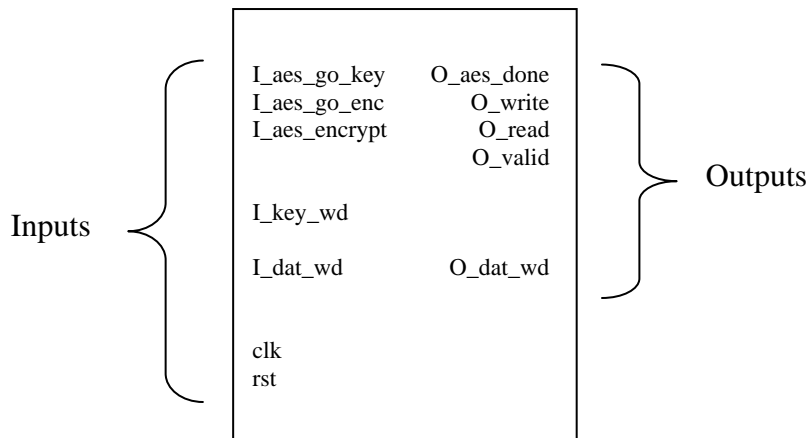 I_aes_go_key O_aes_done
I_aes_go_enc O_write
I_aes_encrypt O_read
O_valid
Outputs
Inputs
I_key_wd
I_dat_wd O_dat_wd
clk
rst